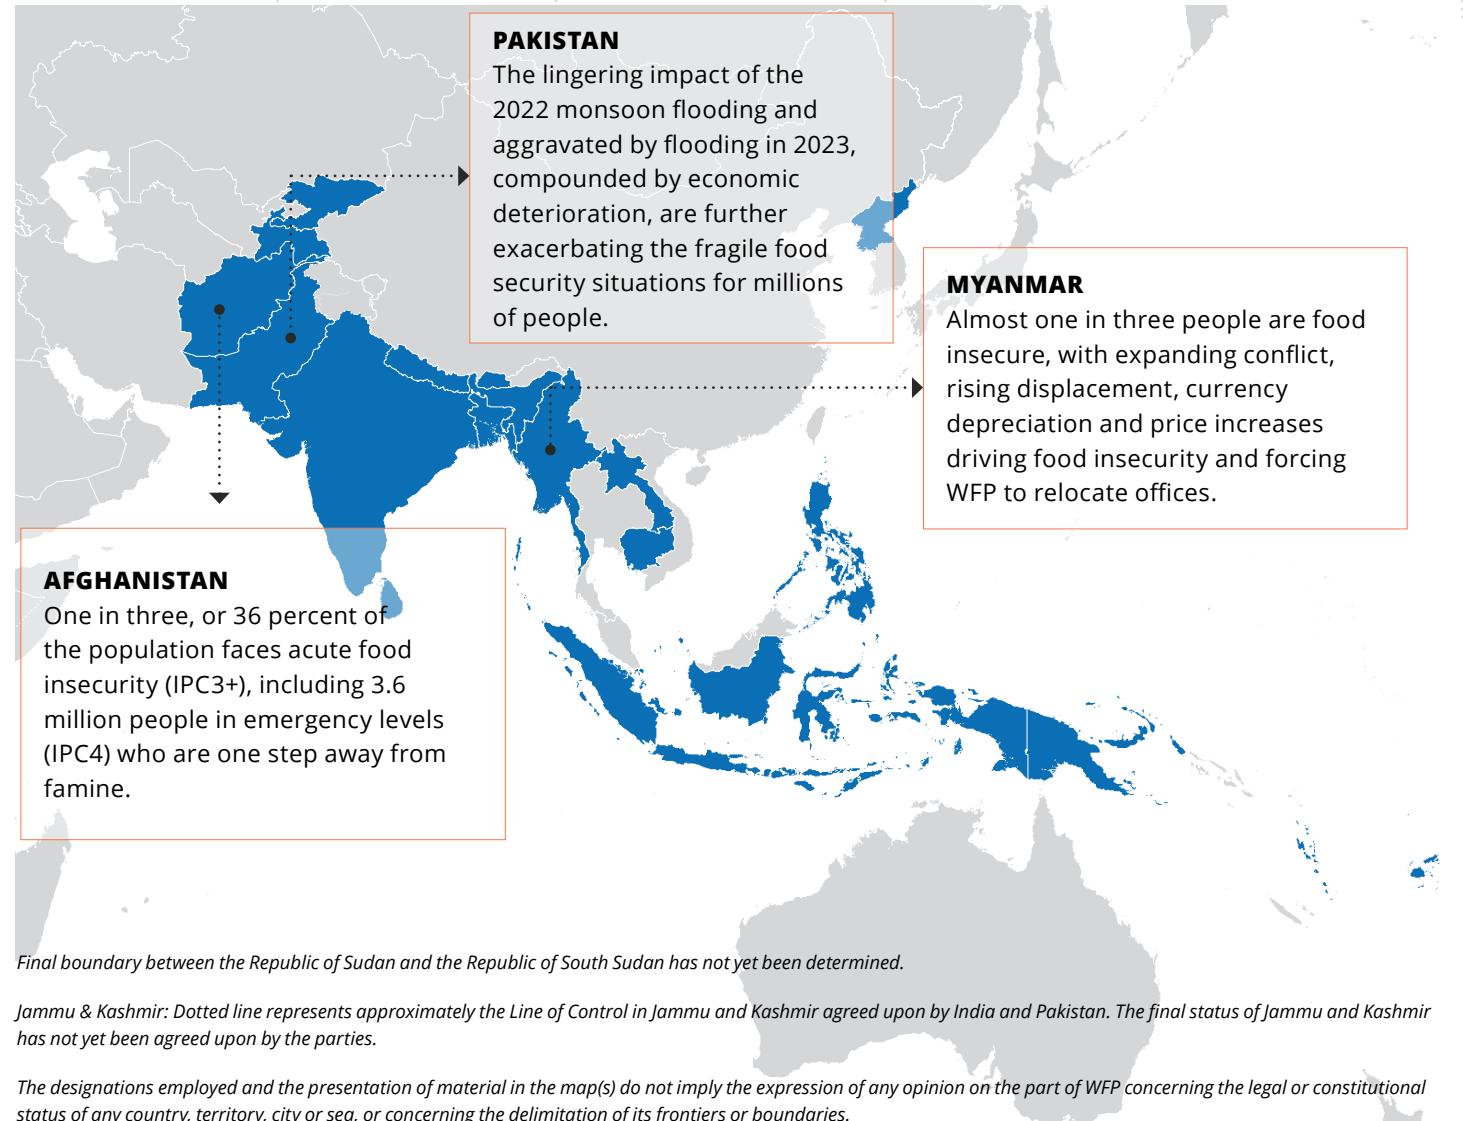 PAKISTAN
The lingering impact of the
2022 monsoon flooding and
aggravated by flooding in 2023,
compounded by economic
deterioration, are further
exacerbating the fragile food
security situations for millions
of people.
MYANMAR
Almost one in three people are food
insecure, with expanding conflict,
rising displacement, currency
depreciation and price increases
driving food insecurity and forcing
WFP to relocate offices.
AFGHANISTAN
One in three, or 36 percent of
the population faces acute food
insecurity (IPC3+), including 3.6
million people in emergency levels
(IPC4) who are one step away from
famine.
Final boundary between the Republic of Sudan and the Republic of South Sudan has not yet been determined.
Jammu & Kashmir: Dotted line represents approximately the Line of Control in Jammu and Kashmir agreed upon by India and Pakistan. The final status of Jammu and Kashmir
has not yet been agreed upon by the parties.
The designations employed and the presentation of material in the map(s) do not imply the expression of any opinion on the part of WFP concerning the legal or constitutional
status of any country, territory, city or sea, or concerning the delimitation of its frontiers or boundaries.